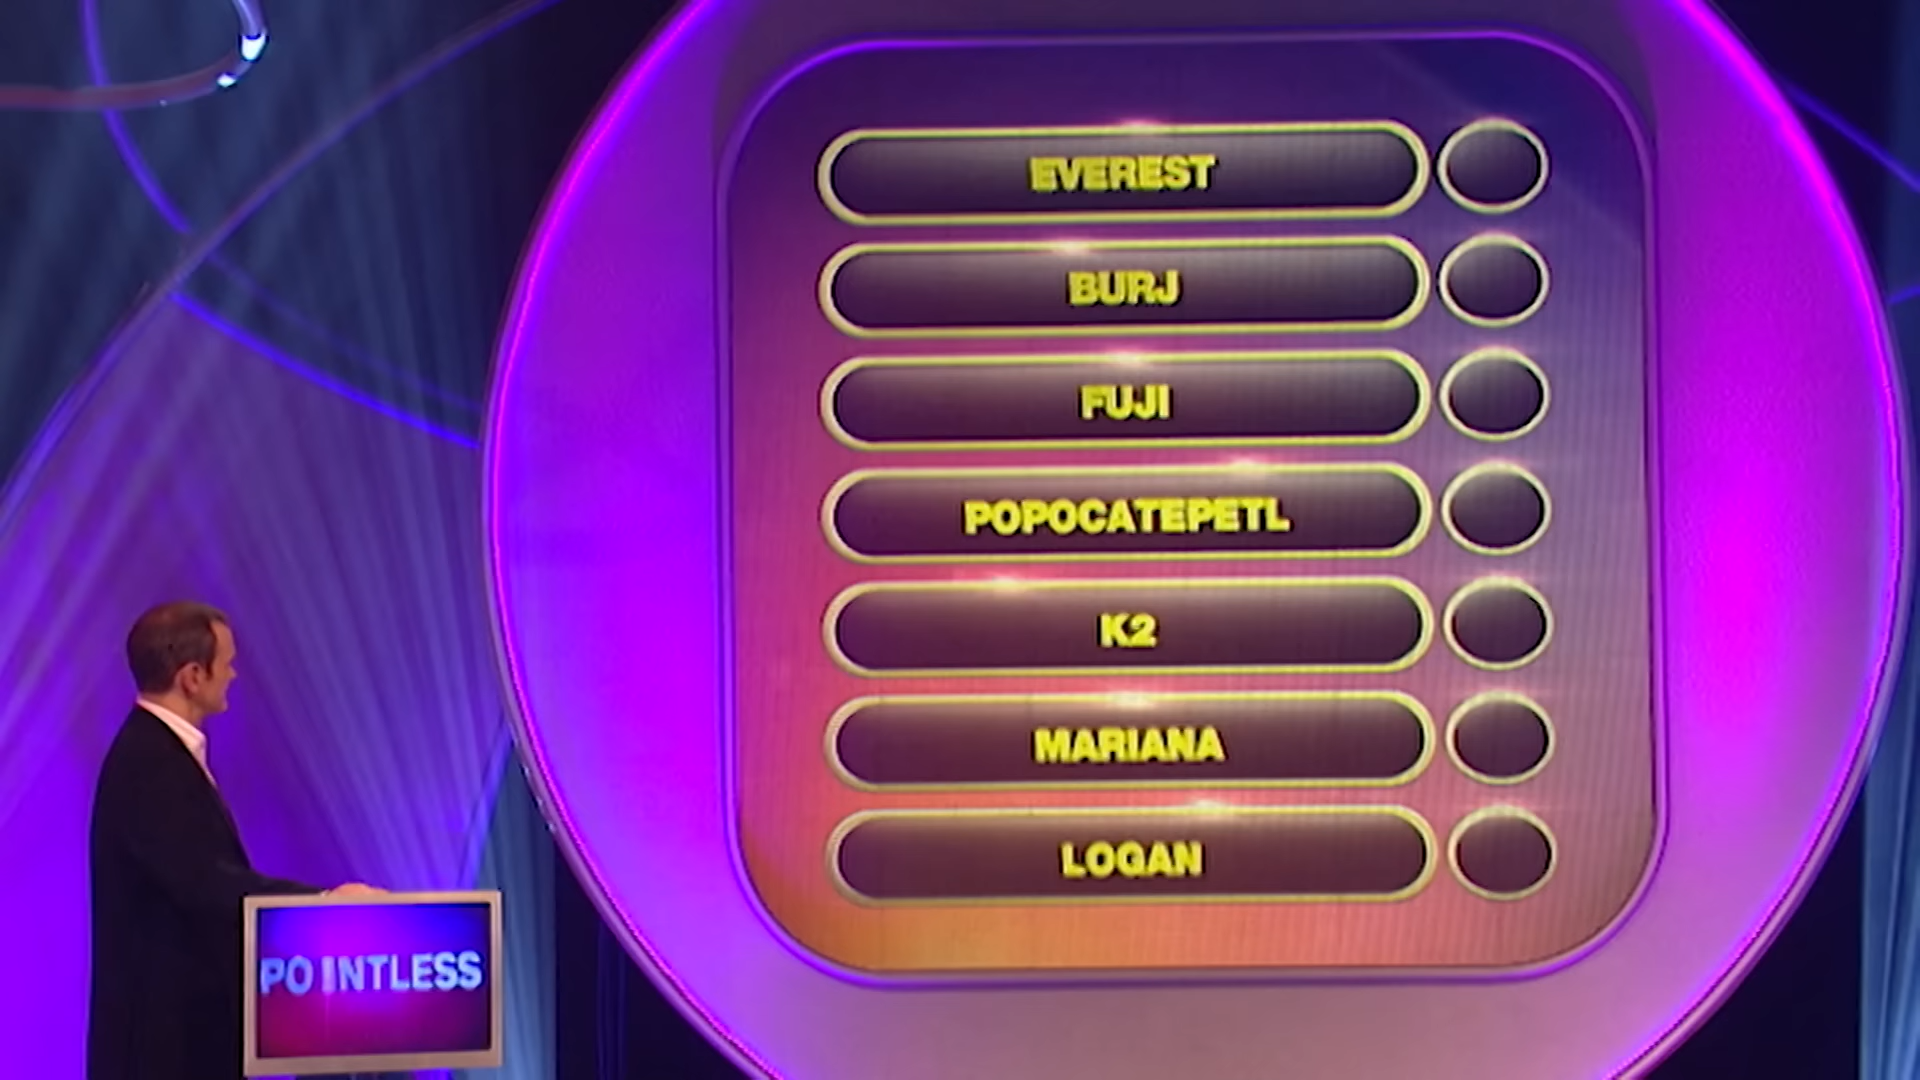 EVEREST
BURJ
FUJI
POPOCATEPETL
K2
MARIANA
LOGAN
POINTLESS